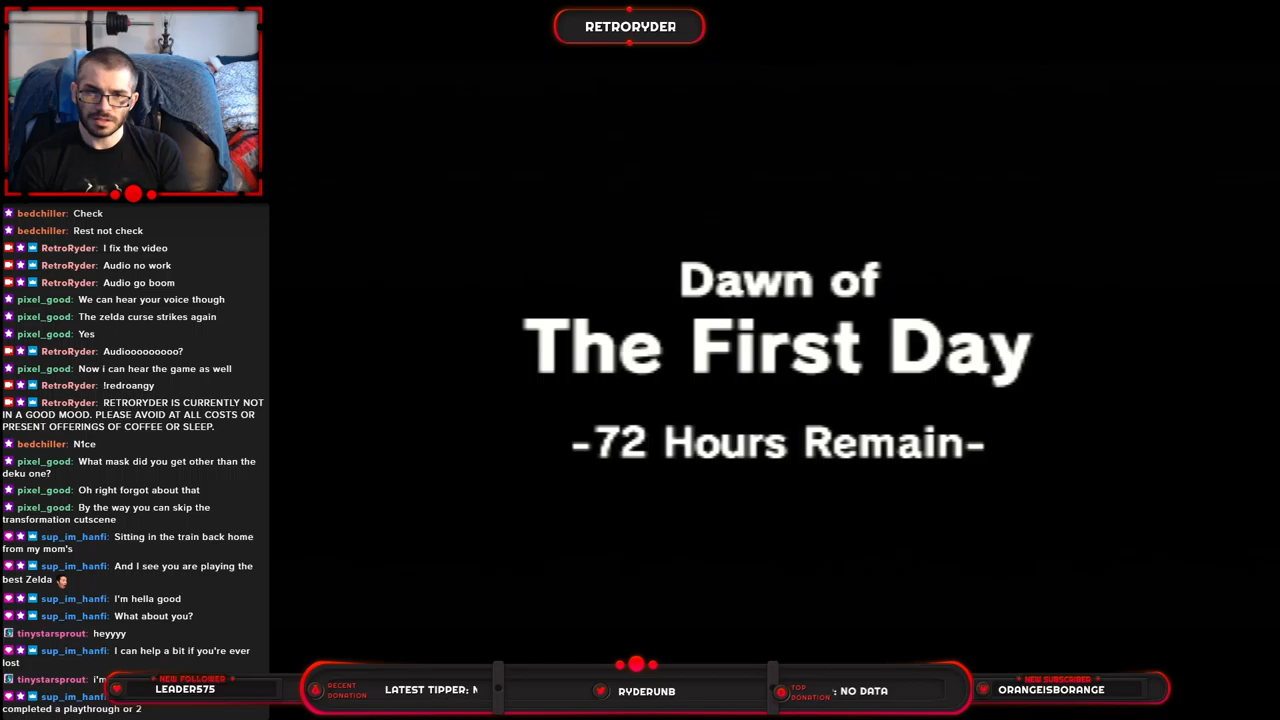 RETRORYDER
bedchiller: Check
bedchiller: Rest not check
RetroRyder: I fix the video
RetroRyder: Audio no work
RetroRyder: Audio go boom
pixel_good: We can hear your voice though
pixel_good: The zelda curse strikes again
pixel_good: Yes
RetroRyder: Audiooooooooo?
pixel_good: Now i can hear the game as well
RetroRyder: !redroangy
RetroRyder: RETRORYDER IS CURRENTLY NOT
IN A GOOD MOOD. PLEASE AVOID AT ALL COSTS OR
PRESENT OFFERINGS OF COFFEE OR SLEEP.
bedchiller: N1ce
pixel_good: What mask did you get other than the
deku one?
pixel_good: Oh right forgot about that
pixel_good: By the way you can skip the
transformation cutscene
sup_im_hanfi: Sitting in the train back home
from my mom's
sup_im_hanfi: And I see you are playing the
best Zelda
sup_im_hanfi: I'm hella good
sup_im_hanfi: What about you?
tinystarsprout: heyyyy
sup_im_hanfi: I can help a bit if you're ever
lost
tinystarsprout: i'm
sup_im_hanfi:
completed a playthrough or 2
Dawn of
The First Day
-72 Hours Remain-
NEW FOLLOWER
LEADER575
RECENT
DONATION
LATEST TIPPER: N
RYDERUNB
TOP
DONATION
: NO DATA
NEW SUBSCRIBER
ORANGEISBORANGE